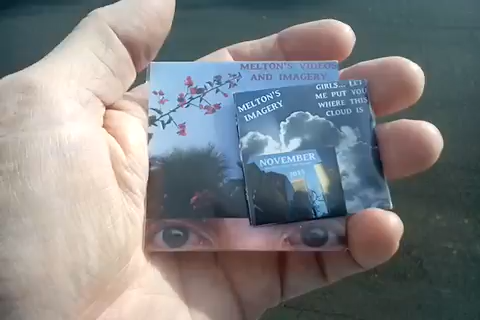 MELTON'S VIDEOS
AND IMAGERY
MELTON'S
IMAGERY
GIRLS... LET
ME PUT YOU
WHERE THIS
CLOUD IS
NOVEMBER